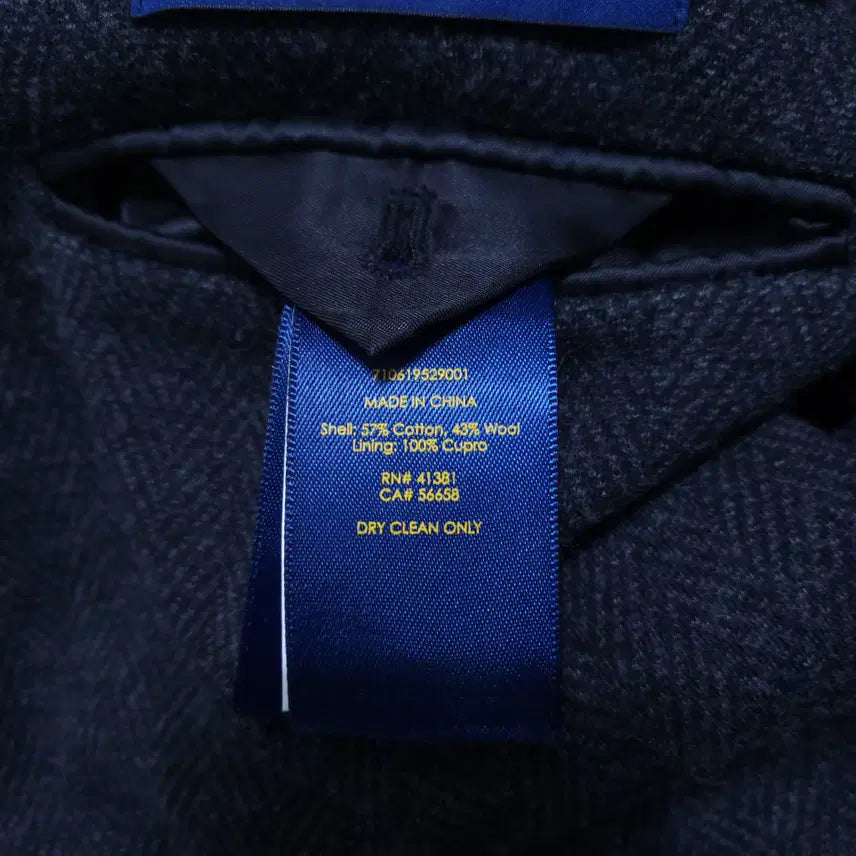 710619529001
MADE IN CHINA
Shell: 57% Cotton, 43% Wool
Lining: 100% Cupro
RN# 41381
CA# 56658
DRY CLEAN ONLY